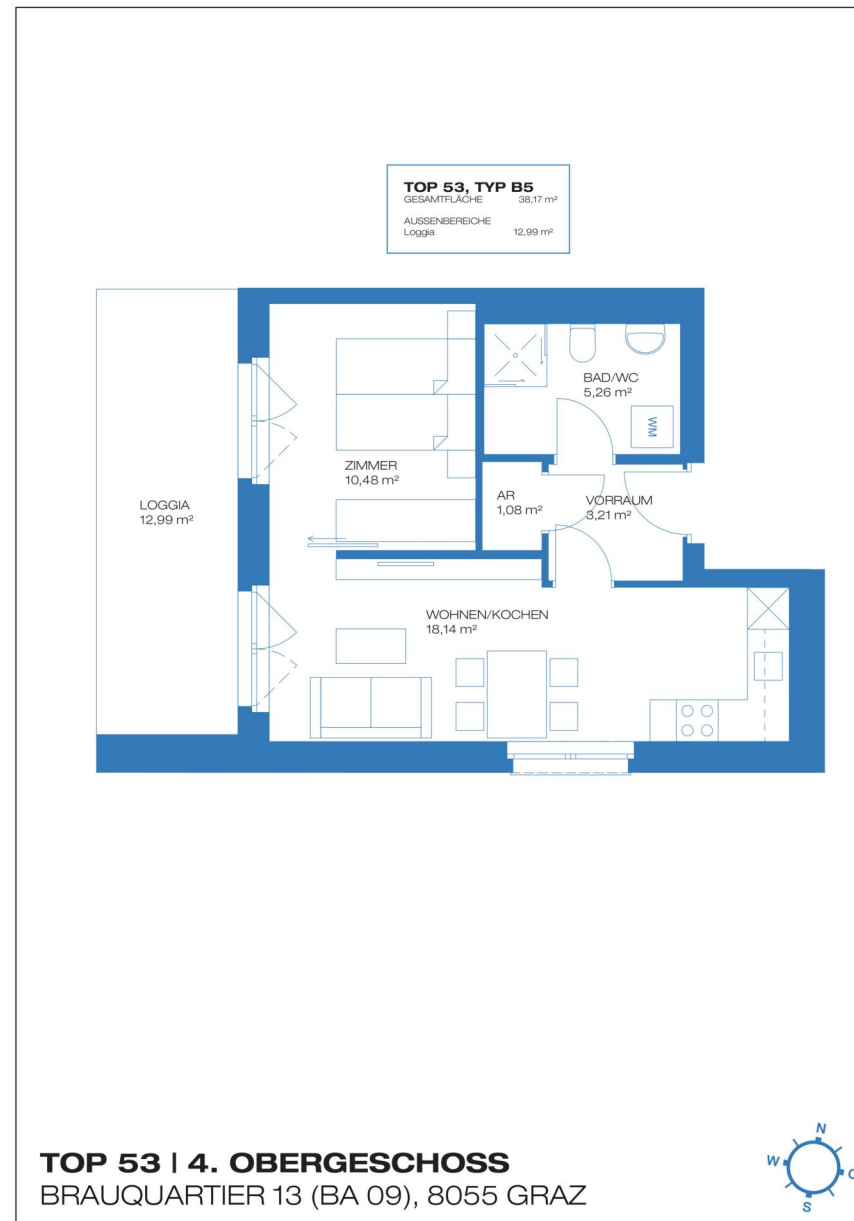 TOP 53, TYP B5
GESAMTFLÄCHE 38,17 m²
AUSSENBEREICHE
Loggia 12,99 m²
BAD/WC
5,26 m²
WM
ZIMMER
10,48 m²
AR
1,08 m²
VORRAUM
3,21 m²
LOGGIA
12,99 m²
WOHNEN/KOCHEN
18,14 m²
TOP 53 | 4. OBERGESCHOSS
BRAUQUARTIER 13 (BA 09), 8055 GRAZ
N
W
O
S